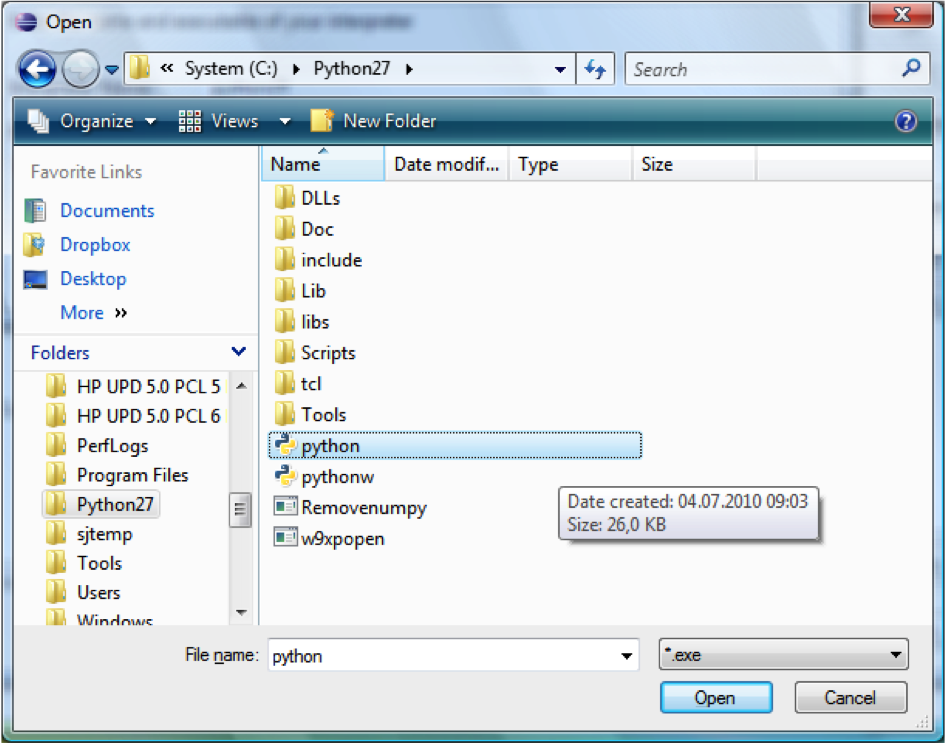 Open
« System (C:) Python27
Search
Organize Views New Folder
Favorite Links
Documents
Dropbox
Desktop
More »
Folders
HP UPD 5.0 PCL 5
HP UPD 5.0 PCL 6
PerfLogs
Program Files
Python27
sjtemp
Tools
Users
Windows
Name Date modif... Type Size
DLLs
Doc
include
Lib
libs
Scripts
tcl
Tools
python
pythonw
Removenumpy
w9xpopen
Date created: 04.07.2010 09:03
Size: 26,0 KB
File name: python
*.exe
Open Cancel